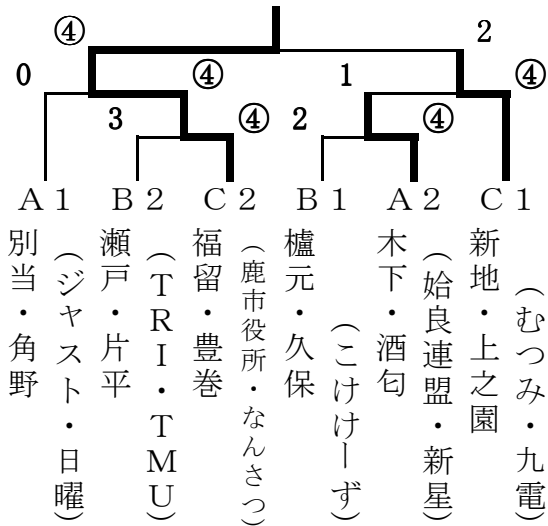 ④ 2
0 ④ 1 ④
3 ④ 2 ④
A1 B2 C2 B1 A2 C1
別当・角野
(ジャスト・日曜)
瀬戸・片平
(TRI・TMU)
福留・豊巻
(鹿市役所・なんさつ)
櫨元・久保
(こけけーず)
木下・酒匂
(姶良連盟・新星)
新地・上之園
(むつみ・九電)